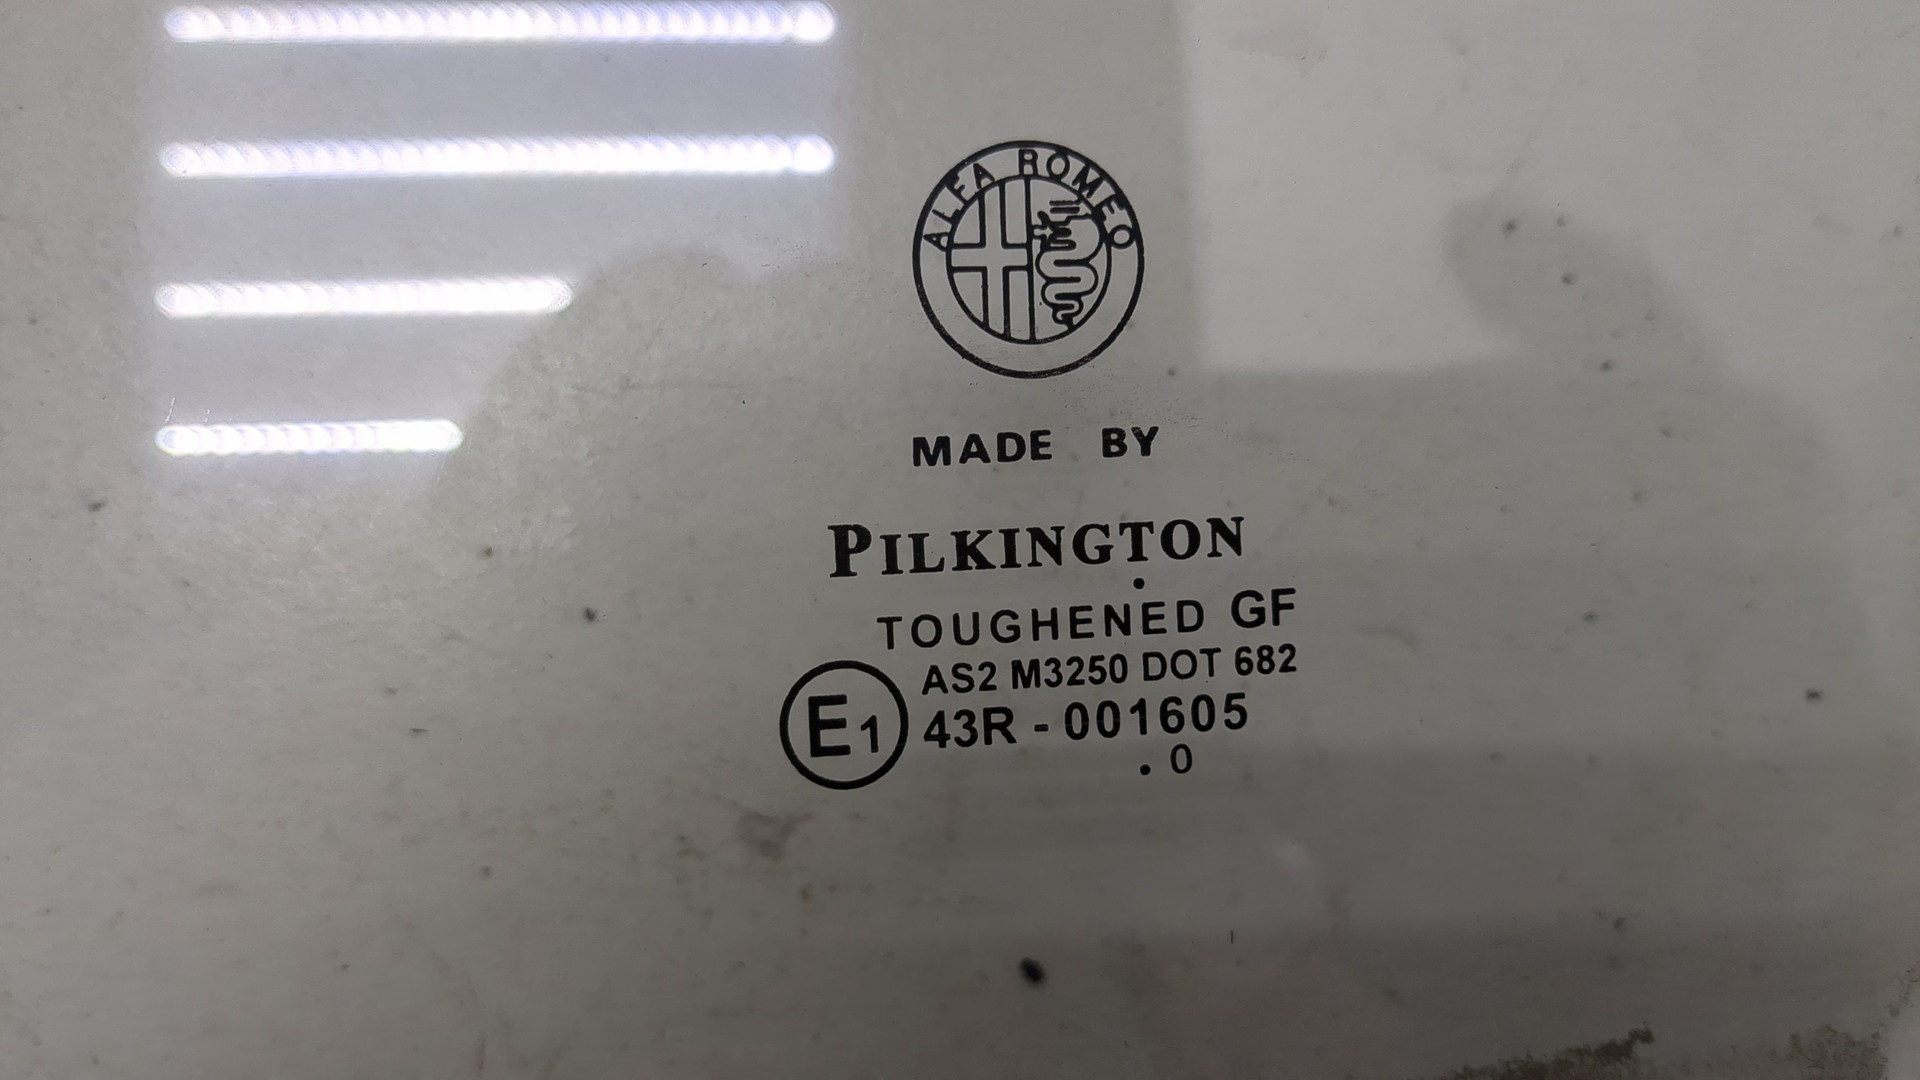 ALFA ROMEO
MADE BY
PILKINGTON
TOUGHENED GF
AS2 M3250 DOT 682
E1 43R - 001605
. 0